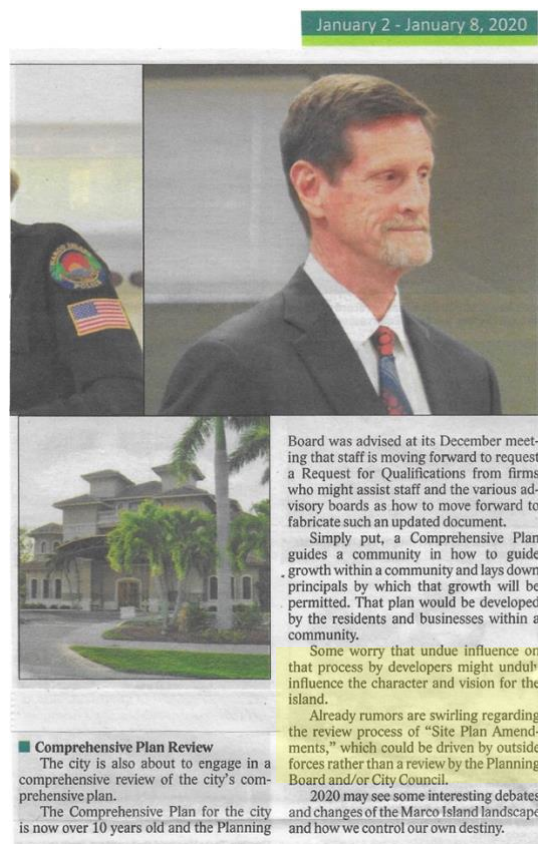 January 2 - January 8, 2020
Comprehensive Plan Review
The city is also about to engage in a
comprehensive review of the city's com-
prehensive plan.
The Comprehensive Plan for the city
is now over 10 years old and the Planning
Board was advised at its December meet-
ing that staff is moving forward to request
a Request for Qualifications from firms
who might assist staff and the various ad-
visory boards as how to move forward to
fabricate such an updated document.
Simply put, a Comprehensive Plan
guides a community in how to guide
growth within a community and lays down
principals by which that growth will be
permitted. That plan would be developed
by the residents and businesses within a
community.
Some worry that undue influence on
that process by developers might unduly
influence the character and vision for the
island.
Already rumors are swirling regarding
the review process of "Site Plan Amend-
ments," which could be driven by outside
forces rather than a review by the Planning
Board and/or City Council.
2020 may see some interesting debates
and changes of the Marco Island landscape
and how we control our own destiny.